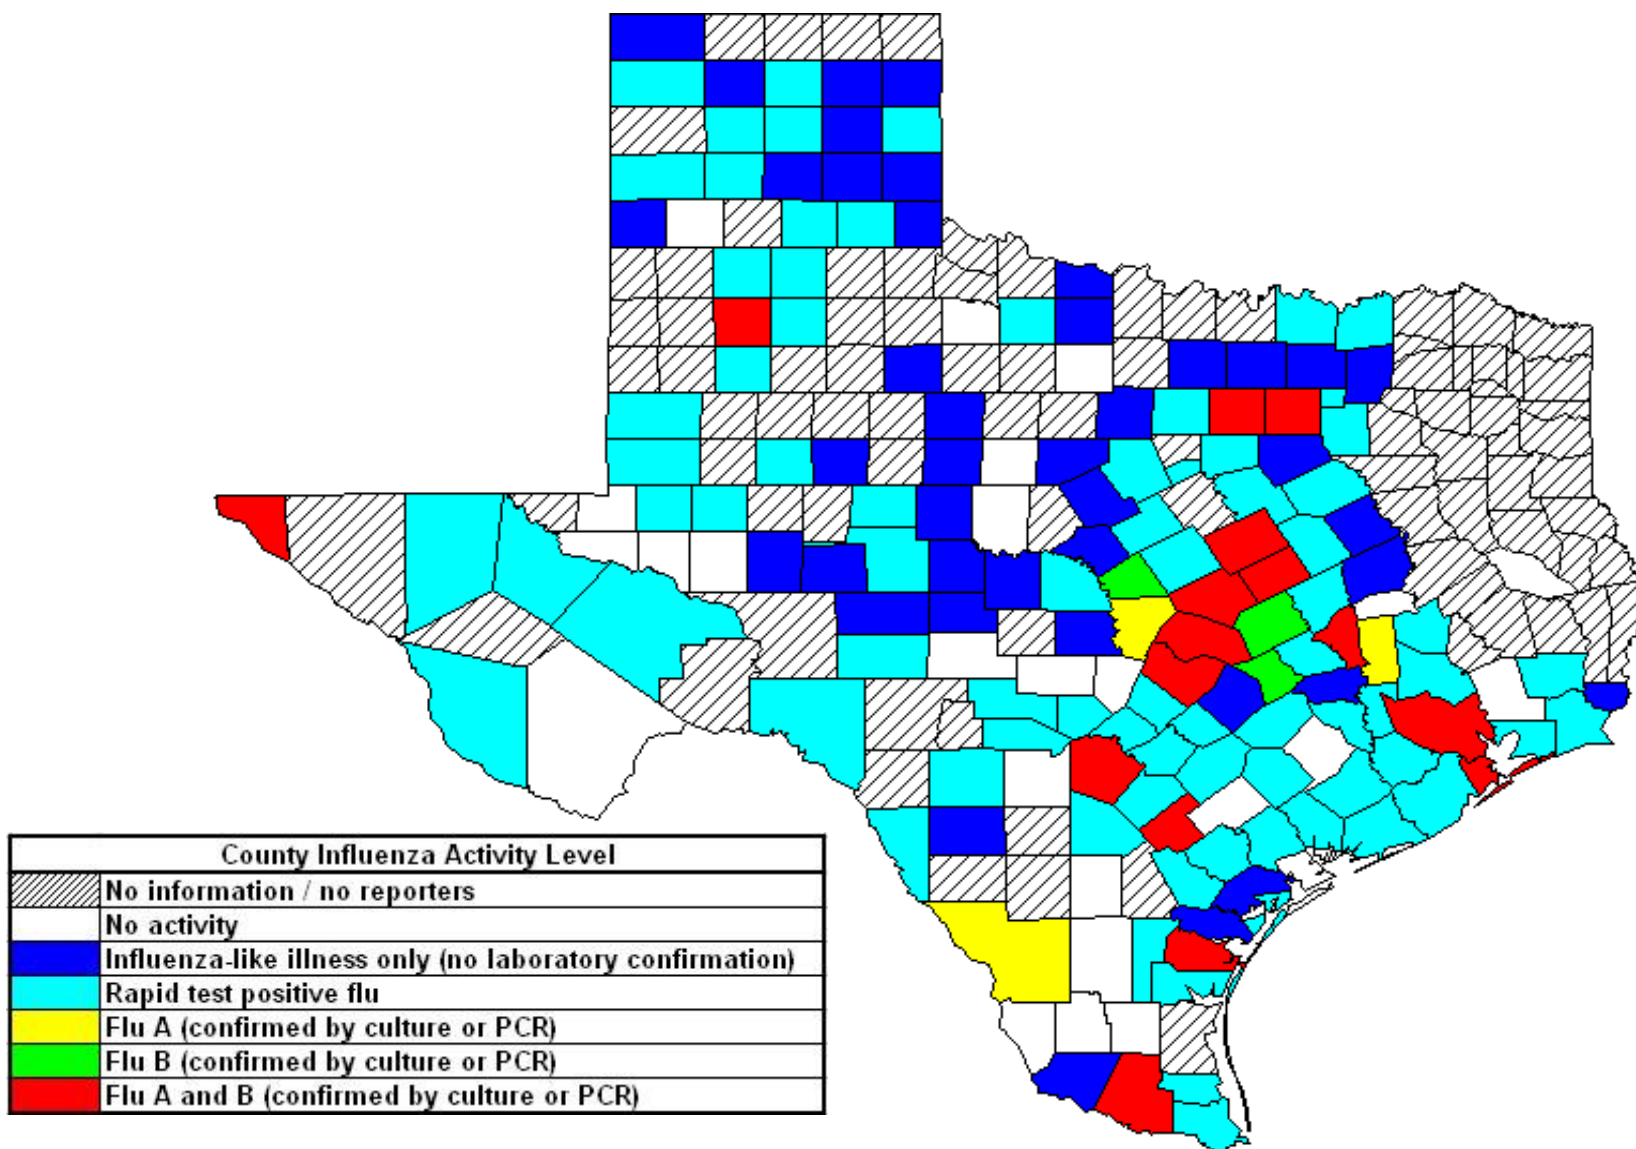 County Influenza Activity Level
No information / no reporters
No activity
Influenza-like illness only (no laboratory confirmation)
Rapid test positive flu
Flu A (confirmed by culture or PCR)
Flu B (confirmed by culture or PCR)
Flu A and B (confirmed by culture or PCR)